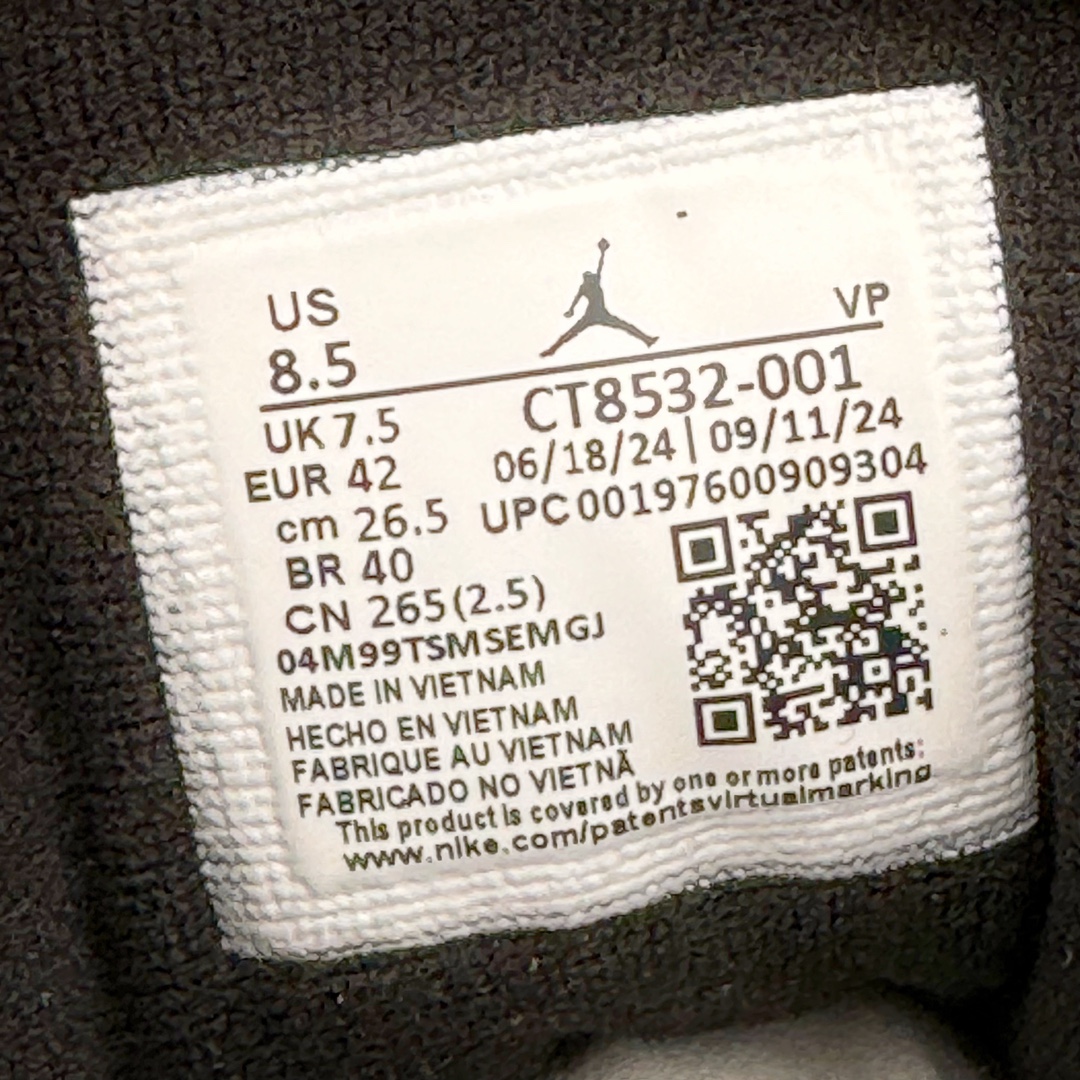 US
VP
8.5
CT8532-001
UK 7.5
06/18/24 | 09/11/24
EUR 42
UPC 00197600909304
cm 26.5
BR 40
CN 265(2.5)
04M99TSMSEMGJ
MADE IN VIETNAM
HECHO EN VIETNAM
FABRIQUE AU VIETNAM
FABRICADO NO VIETNÃ
This product is covered by one or more patents:
www.nike.com/patentsvirtualmarking